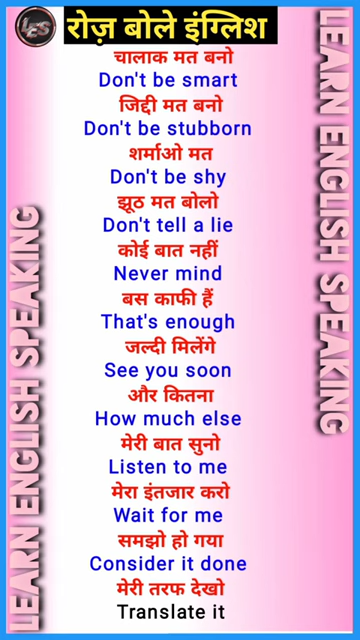 LES
रोज़ बोले इंग्लिश
चालाक मत बनो
Don't be smart
जिद्दी मत बनो
Don't be stubborn
शर्माओ मत
Don't be shy
झूठ मत बोलो
Don't tell a lie
कोई बात नहीं
Never mind
बस काफी हैं
That's enough
जल्दी मिलेंगे
See you soon
और कितना
How much else
मेरी बात सुनो
Listen to me
मेरा इंतजार करो
Wait for me
समझो हो गया
Consider it done
मेरी तरफ देखो
Translate it
LEARN ENGLISH SPEAKING
LEARN ENGLISH SPEAKING